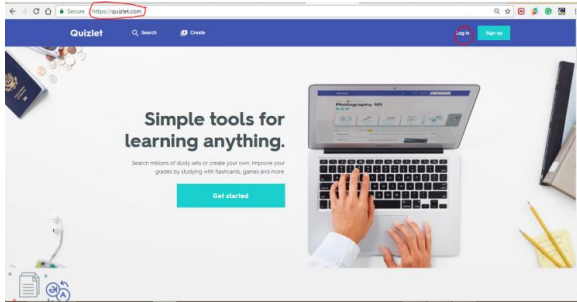 Secure https://quizlet.com
Quizlet Search Create Log in Sign up
Photography 101
Simple tools for
learning anything.
Search millions of study sets or create your own. Improve your
grades by studying with flashcards, games and more.
Get started